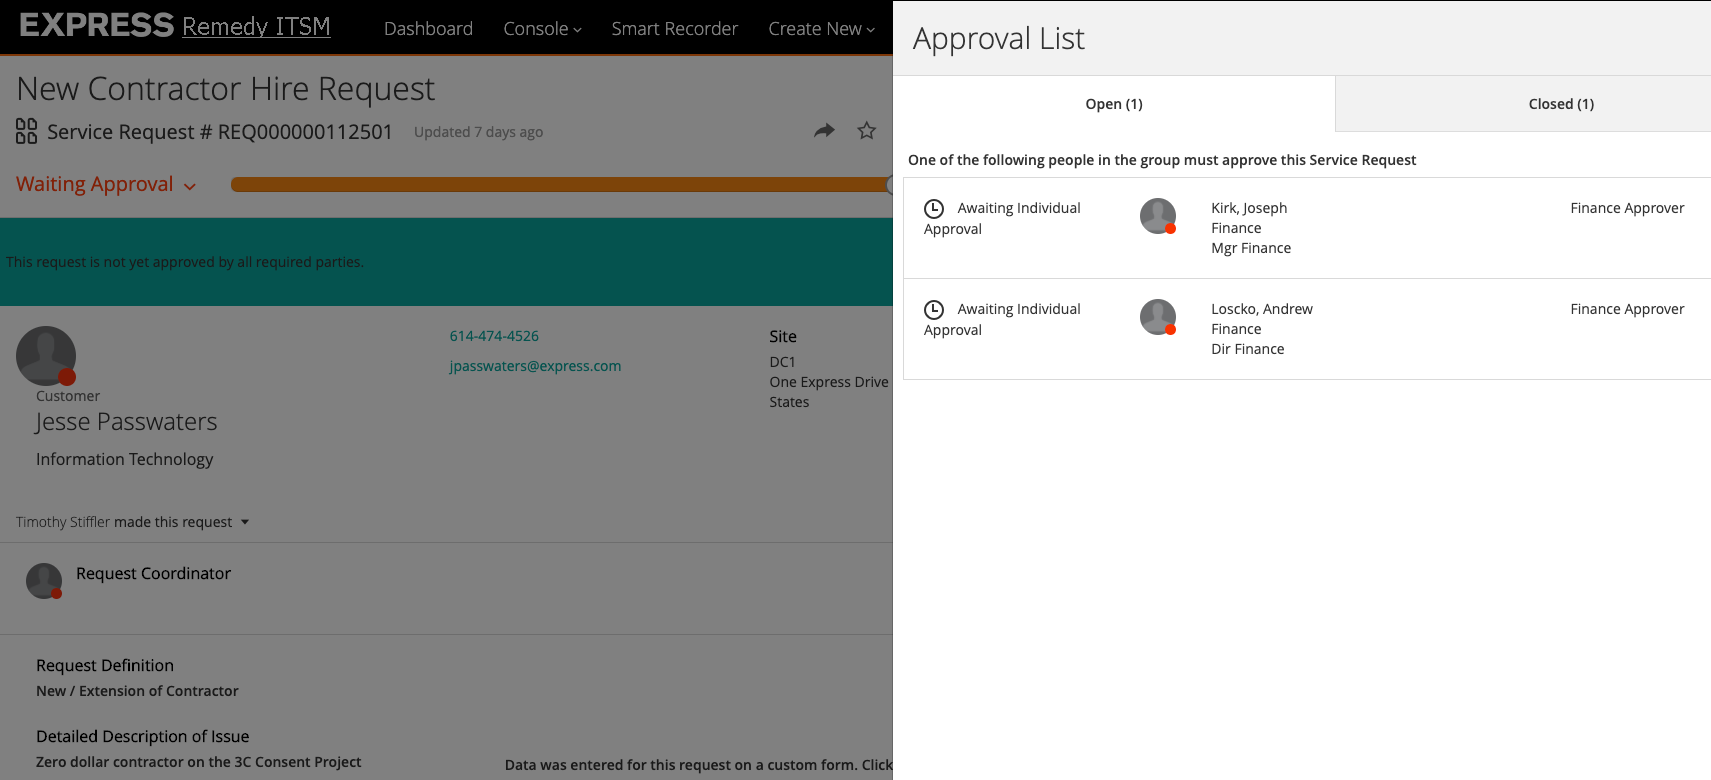 EXPRESS Remedy ITSM Dashboard Console Smart Recorder Create New
New Contractor Hire Request
Service Request # REQ000000112501 Updated 7 days ago
Waiting Approval
This request is not yet approved by all required parties.
Customer
Jesse Passwaters
Information Technology
614-474-4526
jpasswaters@express.com
Site
DC1
One Express Drive
States
Timothy Stiffler made this request
Request Coordinator
Request Definition
New / Extension of Contractor
Detailed Description of Issue
Zero dollar contractor on the 3C Consent Project
Data was entered for this request on a custom form. Click
Approval List
Open (1) Closed (1)
One of the following people in the group must approve this Service Request
Awaiting Individual
Approval
Kirk, Joseph
Finance
Mgr Finance
Finance Approver
Awaiting Individual
Approval
Loscko, Andrew
Finance
Dir Finance
Finance Approver